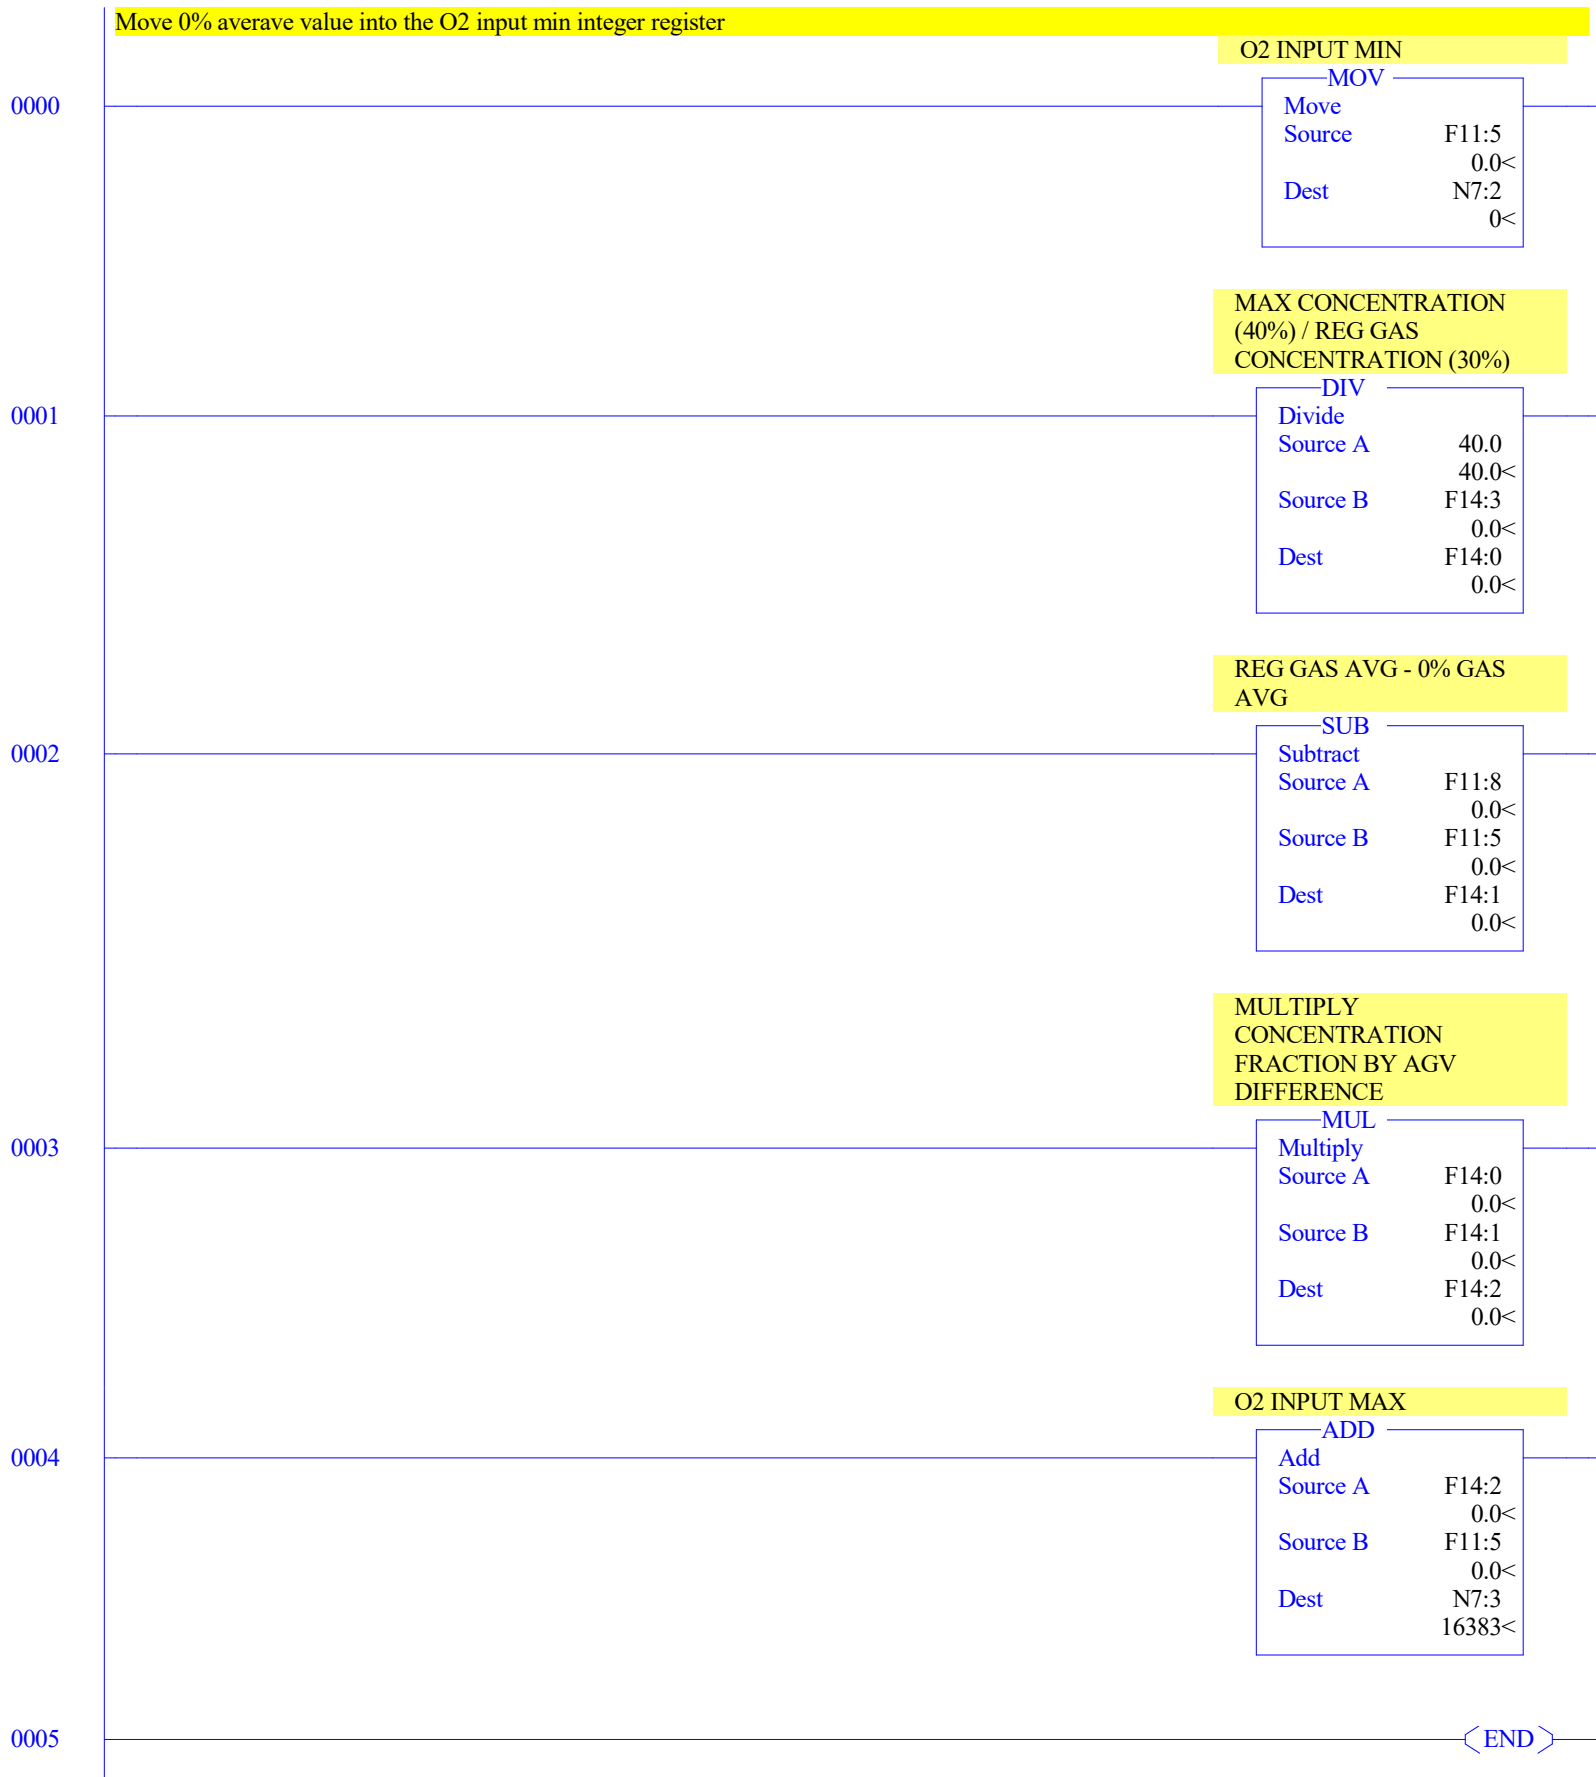 Move 0% averave value into the O2 input min integer register
O2 INPUT MIN
MOV
0000
Move
Source F11:5
0.0<
Dest N7:2
0<
MAX CONCENTRATION
(40%) / REG GAS
CONCENTRATION (30%)
DIV
0001
Divide
Source A 40.0
40.0<
Source B F14:3
0.0<
Dest F14:0
0.0<
REG GAS AVG - 0% GAS
AVG
SUB
0002
Subtract
Source A F11:8
0.0<
Source B F11:5
0.0<
Dest F14:1
0.0<
MULTIPLY
CONCENTRATION
FRACTION BY AGV
DIFFERENCE
MUL
0003
Multiply
Source A F14:0
0.0<
Source B F14:1
0.0<
Dest F14:2
0.0<
O2 INPUT MAX
ADD
0004
Add
Source A F14:2
0.0<
Source B F11:5
0.0<
Dest N7:3
16383<
0005
END